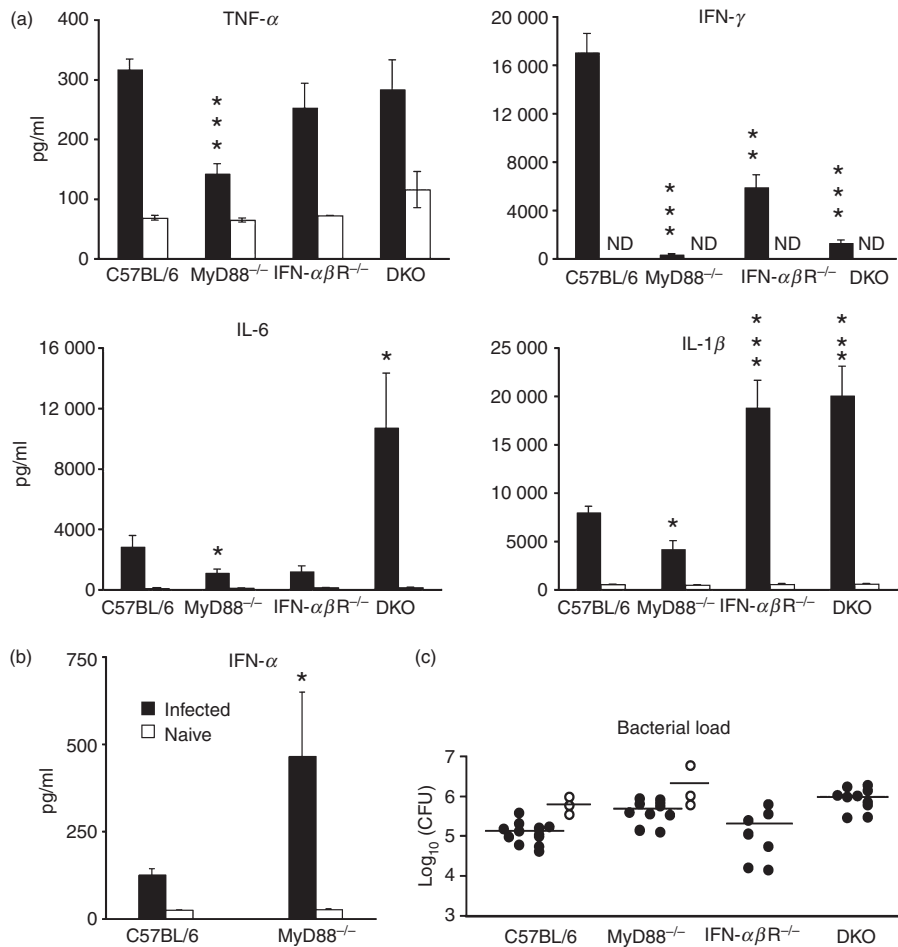 (a)
TNF-α
400
300
200
100
0
pg/ml
* * *
C57BL/6 MyD88–/– IFN-αβR–/– DKO
IFN-γ
20 000
16 000
12 000
8000
4000
0
* * *
* *
* * *
ND ND ND ND
C57BL/6 MyD88–/– IFN-αβR–/– DKO
IL-6
16 000
12 000
8000
4000
0
pg/ml
*
*
C57BL/6 MyD88–/– IFN-αβR–/– DKO
IL-1β
25 000
20 000
15 000
10 000
5000
0
*
* * *
* * *
C57BL/6 MyD88–/– IFN-αβR–/– DKO
(b)
IFN-α
750
500
250
0
pg/ml
Infected
Naive
*
C57BL/6 MyD88–/–
(c)
Bacterial load
7
6
5
4
3
Log10 (CFU)
C57BL/6 MyD88–/– IFN-αβR–/– DKO